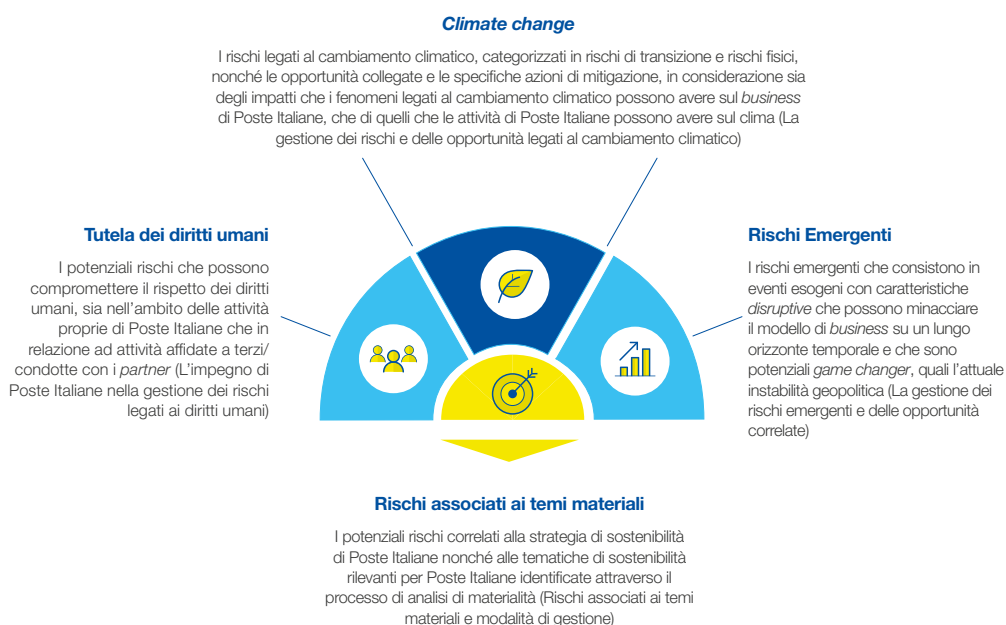 Climate change
I rischi legati al cambiamento climatico, categorizzati in rischi di transizione e rischi fisici,
nonché le opportunità collegate e le specifiche azioni di mitigazione, in considerazione sia
degli impatti che i fenomeni legati al cambiamento climatico possono avere sul business
di Poste Italiane, che di quelli che le attività di Poste Italiane possono avere sul clima (La
gestione dei rischi e delle opportunità legati al cambiamento climatico)
Tutela dei diritti umani
I potenziali rischi che possono
compromettere il rispetto dei diritti
umani, sia nell'ambito delle attività
proprie di Poste Italiane che in
relazione ad attività affidate a terzi/
condotte con i partner (L'impegno di
Poste Italiane nella gestione dei rischi
legati ai diritti umani)
Rischi Emergenti
I rischi emergenti che consistono in
eventi esogeni con caratteristiche
disruptive che possono minacciare
il modello di business su un lungo
orizzonte temporale e che sono
potenziali game changer, quali l'attuale
instabilità geopolitica (La gestione dei
rischi emergenti e delle opportunità
correlate)
Rischi associati ai temi materiali
I potenziali rischi correlati alla strategia di sostenibilità
di Poste Italiane nonché alle tematiche di sostenibilità
rilevanti per Poste Italiane identificate attraverso il
processo di analisi di materialità (Rischi associati ai temi
materiali e modalità di gestione)